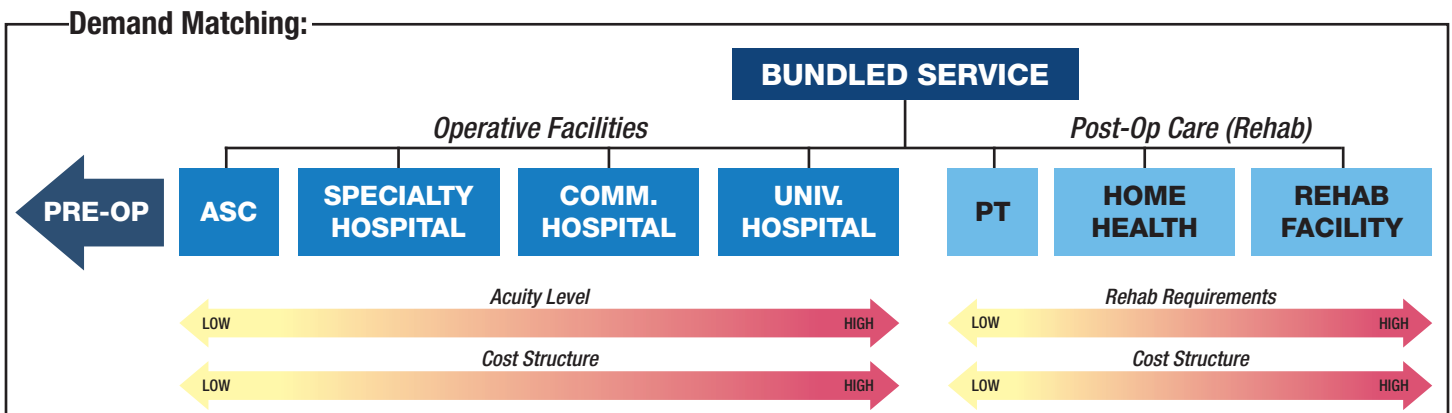 Demand Matching:
BUNDLED SERVICE
Operative Facilities
Post-Op Care (Rehab)
PRE-OP
ASC
SPECIALTY
HOSPITAL
COMM.
HOSPITAL
UNIV.
HOSPITAL
PT
HOME
HEALTH
REHAB
FACILITY
Acuity Level
LOW
HIGH
Cost Structure
LOW
HIGH
Rehab Requirements
LOW
HIGH
Cost Structure
LOW
HIGH